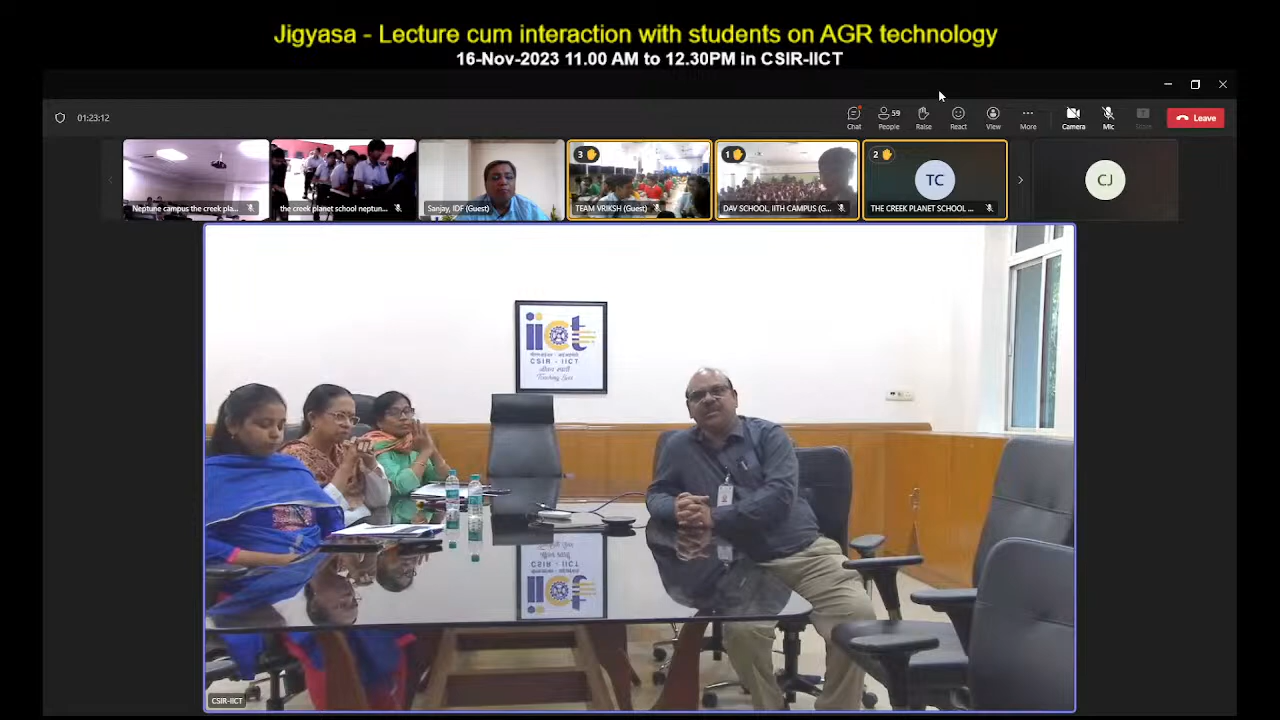 Jigyasa - Lecture cum interaction with students on AGR technology
16-Nov-2023 11.00 AM to 12.30PM in CSIR-IICT
01:23:12
Chat
59
People
Raise
React
View
More
Camera
Mic
Share
Leave
Neptune campus the creek pla...
the creek planet school neptun...
Sanjay, IDF (Guest)
3
TEAM VRIKSH (Guest)
1
DAV SCHOOL, IITH CAMPUS (G...
2
TC
THE CREEK PLANET SCHOOL ...
CJ
iict
CSIR - IICT
CSIR-IICT